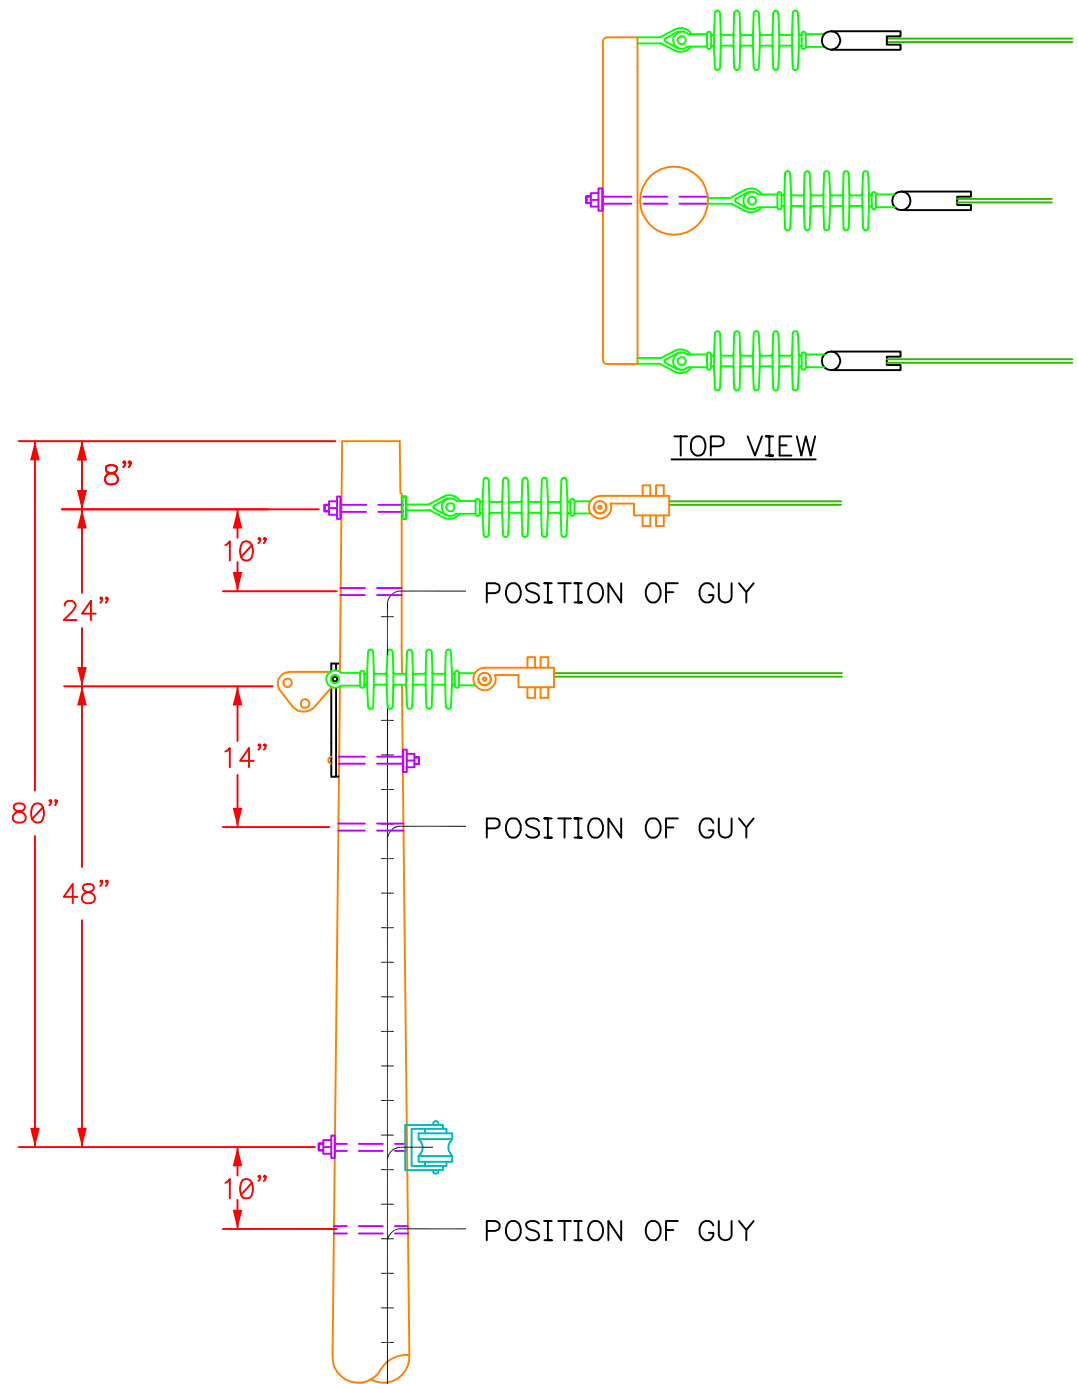 TOP VIEW
8”
10”
POSITION OF GUY
24”
14”
80”
POSITION OF GUY
48”
10”
POSITION OF GUY